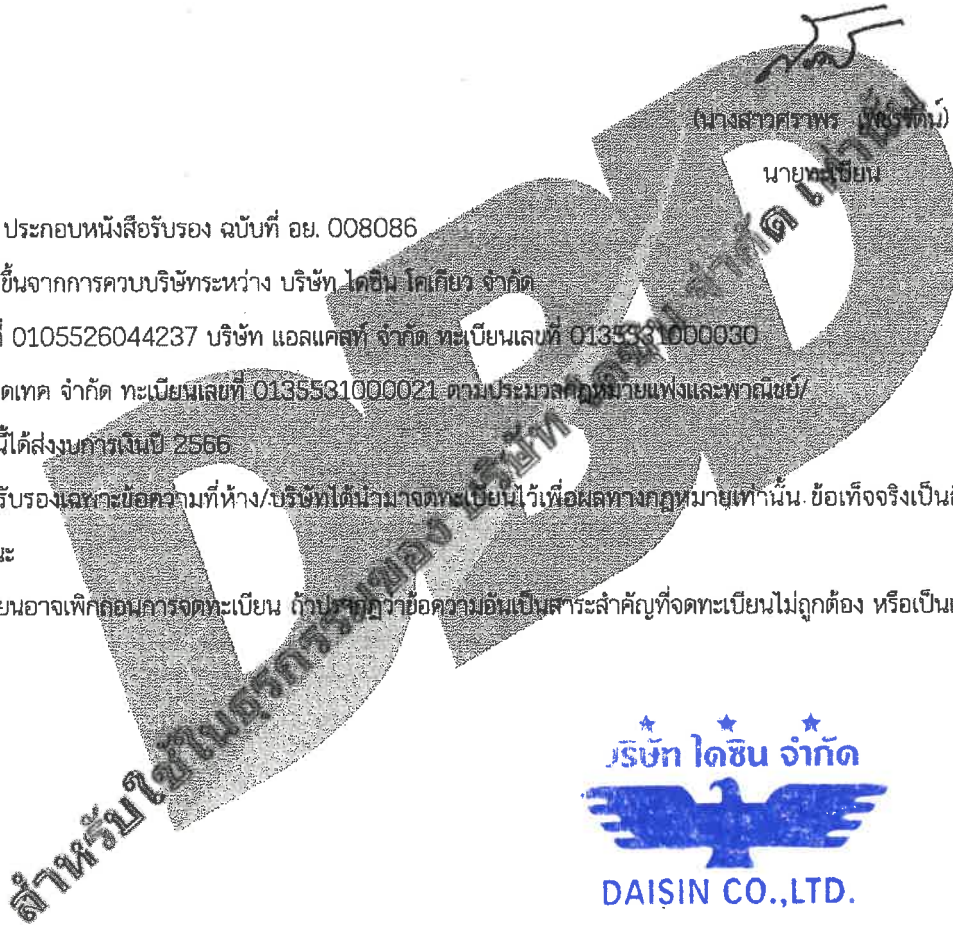 (นางสาวศราพร เพ็ชรรัตน์)
นายทะเบียน
ประกอบหนังสือรับรอง ฉบับที่ อย. 008086
ขึ้นจากการควบบริษัทระหว่าง บริษัท ไดซิน โคเกียว จำกัด
ที่ 0105526044237 บริษัท แอลแคสท์ จำกัด ทะเบียนเลขที่ 0135531000030
ดเทค จำกัด ทะเบียนเลขที่ 0135531000021 ตามประมวลกฎหมายแพ่งและพาณิชย์/
นี้ได้ส่งงบการเงินปี 2566
รับรองเฉพาะข้อความที่ห้าง/บริษัทได้นำมาจดทะเบียนไว้เพื่อผลทางกฎหมายเท่านั้น ข้อเท็จจริงเป็น
นะ
ยนอาจเพิกถอนการจดทะเบียน ถ้าปรากฏว่าข้อความอันเป็นสาระสำคัญที่จดทะเบียนไม่ถูกต้อง หรือเป็น
DBD
สำหรับใช้ในธุรกรรมของ บริษัท ไดซิน จำกัด เท่านั้น
บริษัท ไดซิน จำกัด
DAISIN CO.,LTD.